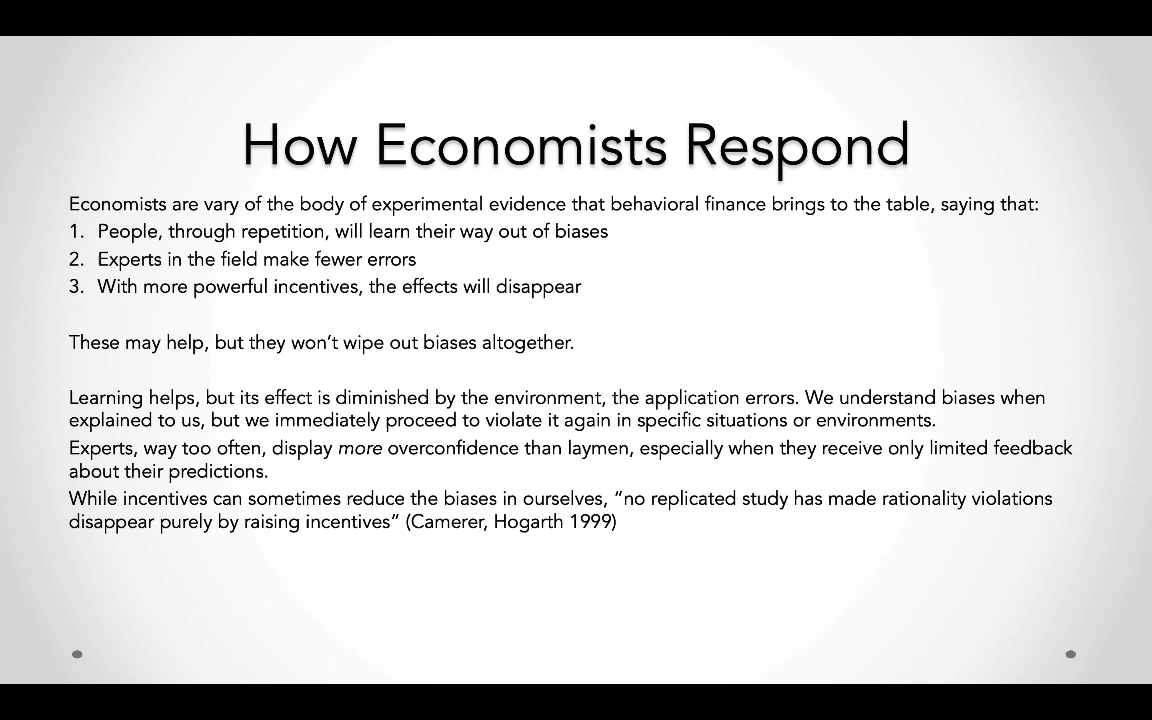 How Economists Respond
Economists are vary of the body of experimental evidence that behavioral finance brings to the table, saying that:
1. People, through repetition, will learn their way out of biases
2. Experts in the field make fewer errors
3. With more powerful incentives, the effects will disappear
These may help, but they won’t wipe out biases altogether.
Learning helps, but its effect is diminished by the environment, the application errors. We understand biases when
explained to us, but we immediately proceed to violate it again in specific situations or environments.
Experts, way too often, display more overconfidence than laymen, especially when they receive only limited feedback
about their predictions.
While incentives can sometimes reduce the biases in ourselves, “no replicated study has made rationality violations
disappear purely by raising incentives” (Camerer, Hogarth 1999)